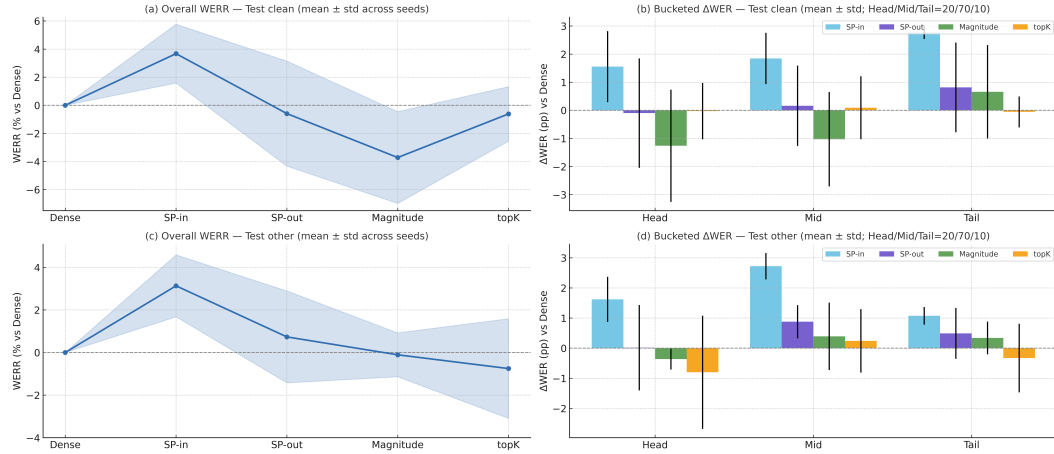 (a) Overall WERR — Test clean (mean ± std across seeds)
WERR (% vs Dense)
6
4
2
0
−2
−4
−6
Dense
SP-in
SP-out
Magnitude
topK
(b) Bucketed ΔWER — Test clean (mean ± std; Head/Mid/Tail=20/70/10)
SP-in
SP-out
Magnitude
topK
ΔWER (pp) vs Dense
3
2
1
0
−1
−2
−3
Head
Mid
Tail
(c) Overall WERR — Test other (mean ± std across seeds)
WERR (% vs Dense)
4
2
0
−2
−4
Dense
SP-in
SP-out
Magnitude
topK
(d) Bucketed ΔWER — Test other (mean ± std; Head/Mid/Tail=20/70/10)
SP-in
SP-out
Magnitude
topK
ΔWER (pp) vs Dense
3
2
1
0
−1
−2
Head
Mid
Tail